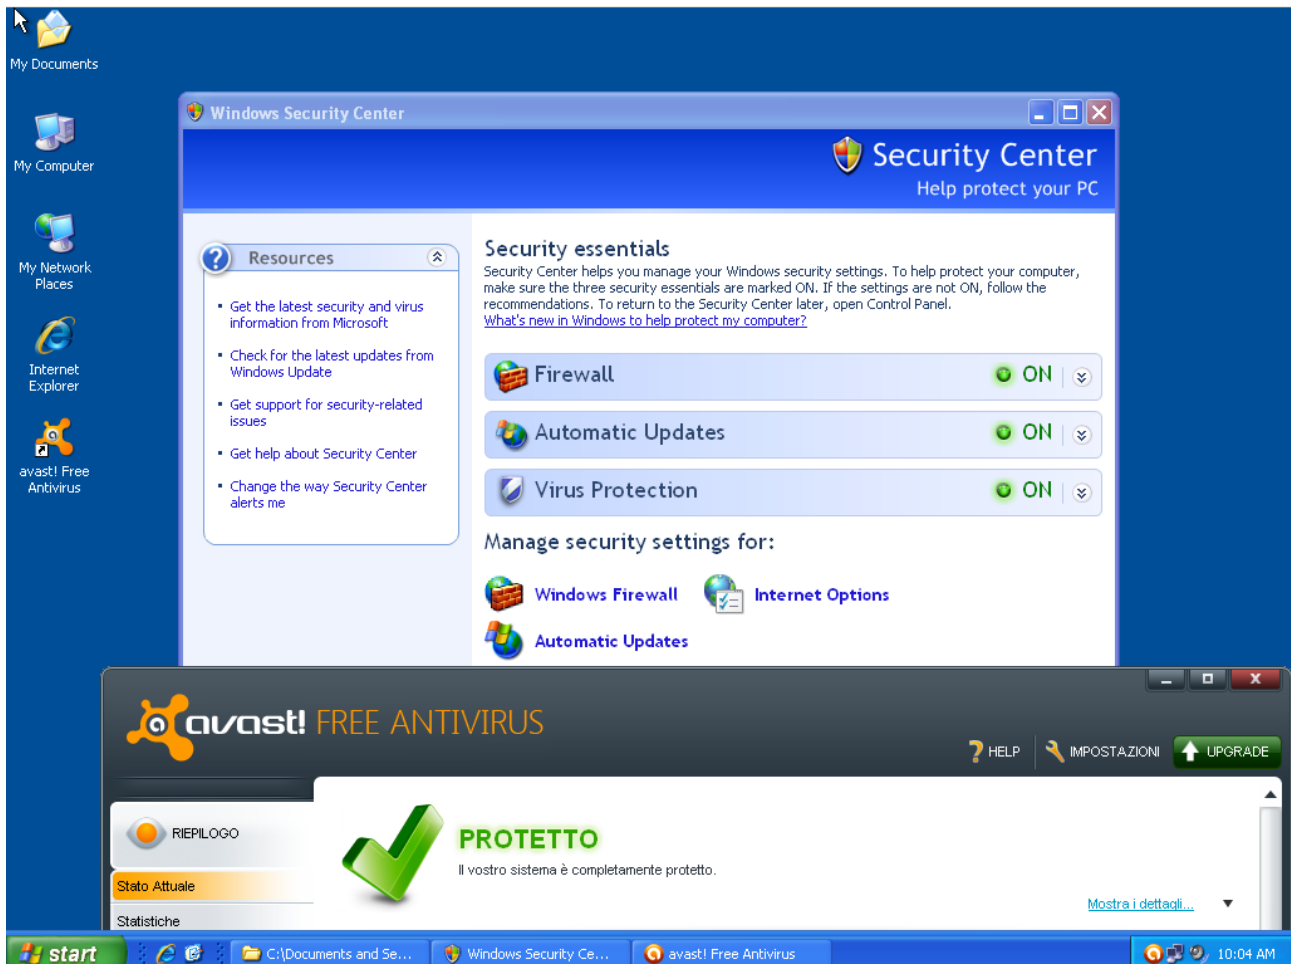 My Documents
My Computer
My Network
Places
Internet
Explorer
avast! Free
Antivirus
Windows Security Center
Security Center
Help protect your PC
Resources
Get the latest security and virus
information from Microsoft
Check for the latest updates from
Windows Update
Get support for security-related
issues
Get help about Security Center
Change the way Security Center
alerts me
Security essentials
Security Center helps you manage your Windows security settings. To help protect your computer,
make sure the three security essentials are marked ON. If the settings are not ON, follow the
recommendations. To return to the Security Center later, open Control Panel.
What's new in Windows to help protect my computer?
Firewall ON
Automatic Updates ON
Virus Protection ON
Manage security settings for:
Windows Firewall Internet Options
Automatic Updates
avast! FREE ANTIVIRUS
HELP IMPOSTAZIONI UPGRADE
RIEPILOGO
Stato Attuale
Statistiche
PROTETTO
Il vostro sistema è completamente protetto.
Mostra i dettagli...
start C:\Documents and Se... Windows Security Ce... avast! Free Antivirus 10:04 AM